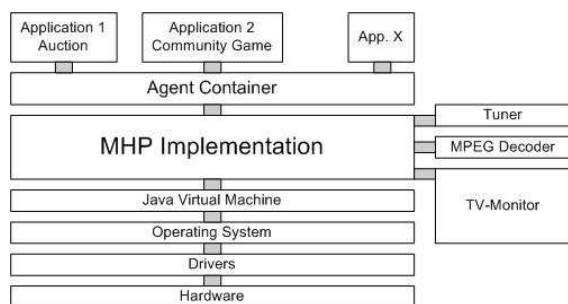 Application 1
Auction
Application 2
Community Game
App. X
Agent Container
MHP Implementation
Tuner
MPEG Decoder
TV-Monitor
Java Virtual Machine
Operating System
Drivers
Hardware